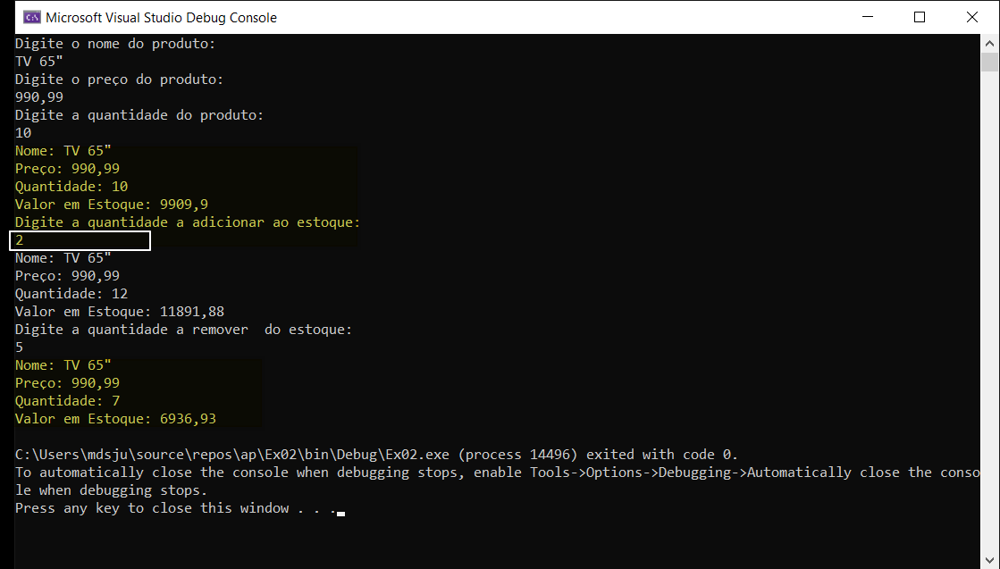 Microsoft Visual Studio Debug Console
Digite o nome do produto:
TV 65"
Digite o preço do produto:
990,99
Digite a quantidade do produto:
10
Nome: TV 65"
Preço: 990,99
Quantidade: 10
Valor em Estoque: 9909,9
Digite a quantidade a adicionar ao estoque:
2
Nome: TV 65"
Preço: 990,99
Quantidade: 12
Valor em Estoque: 11891,88
Digite a quantidade a remover  do estoque:
5
Nome: TV 65"
Preço: 990,99
Quantidade: 7
Valor em Estoque: 6936,93
C:\Users\mdsju\source\repos\ap\Ex02\bin\Debug\Ex02.exe (process 14496) exited with code 0.
To automatically close the console when debugging stops, enable Tools->Options->Debugging->Automatically close the conso
le when debugging stops.
Press any key to close this window . . .